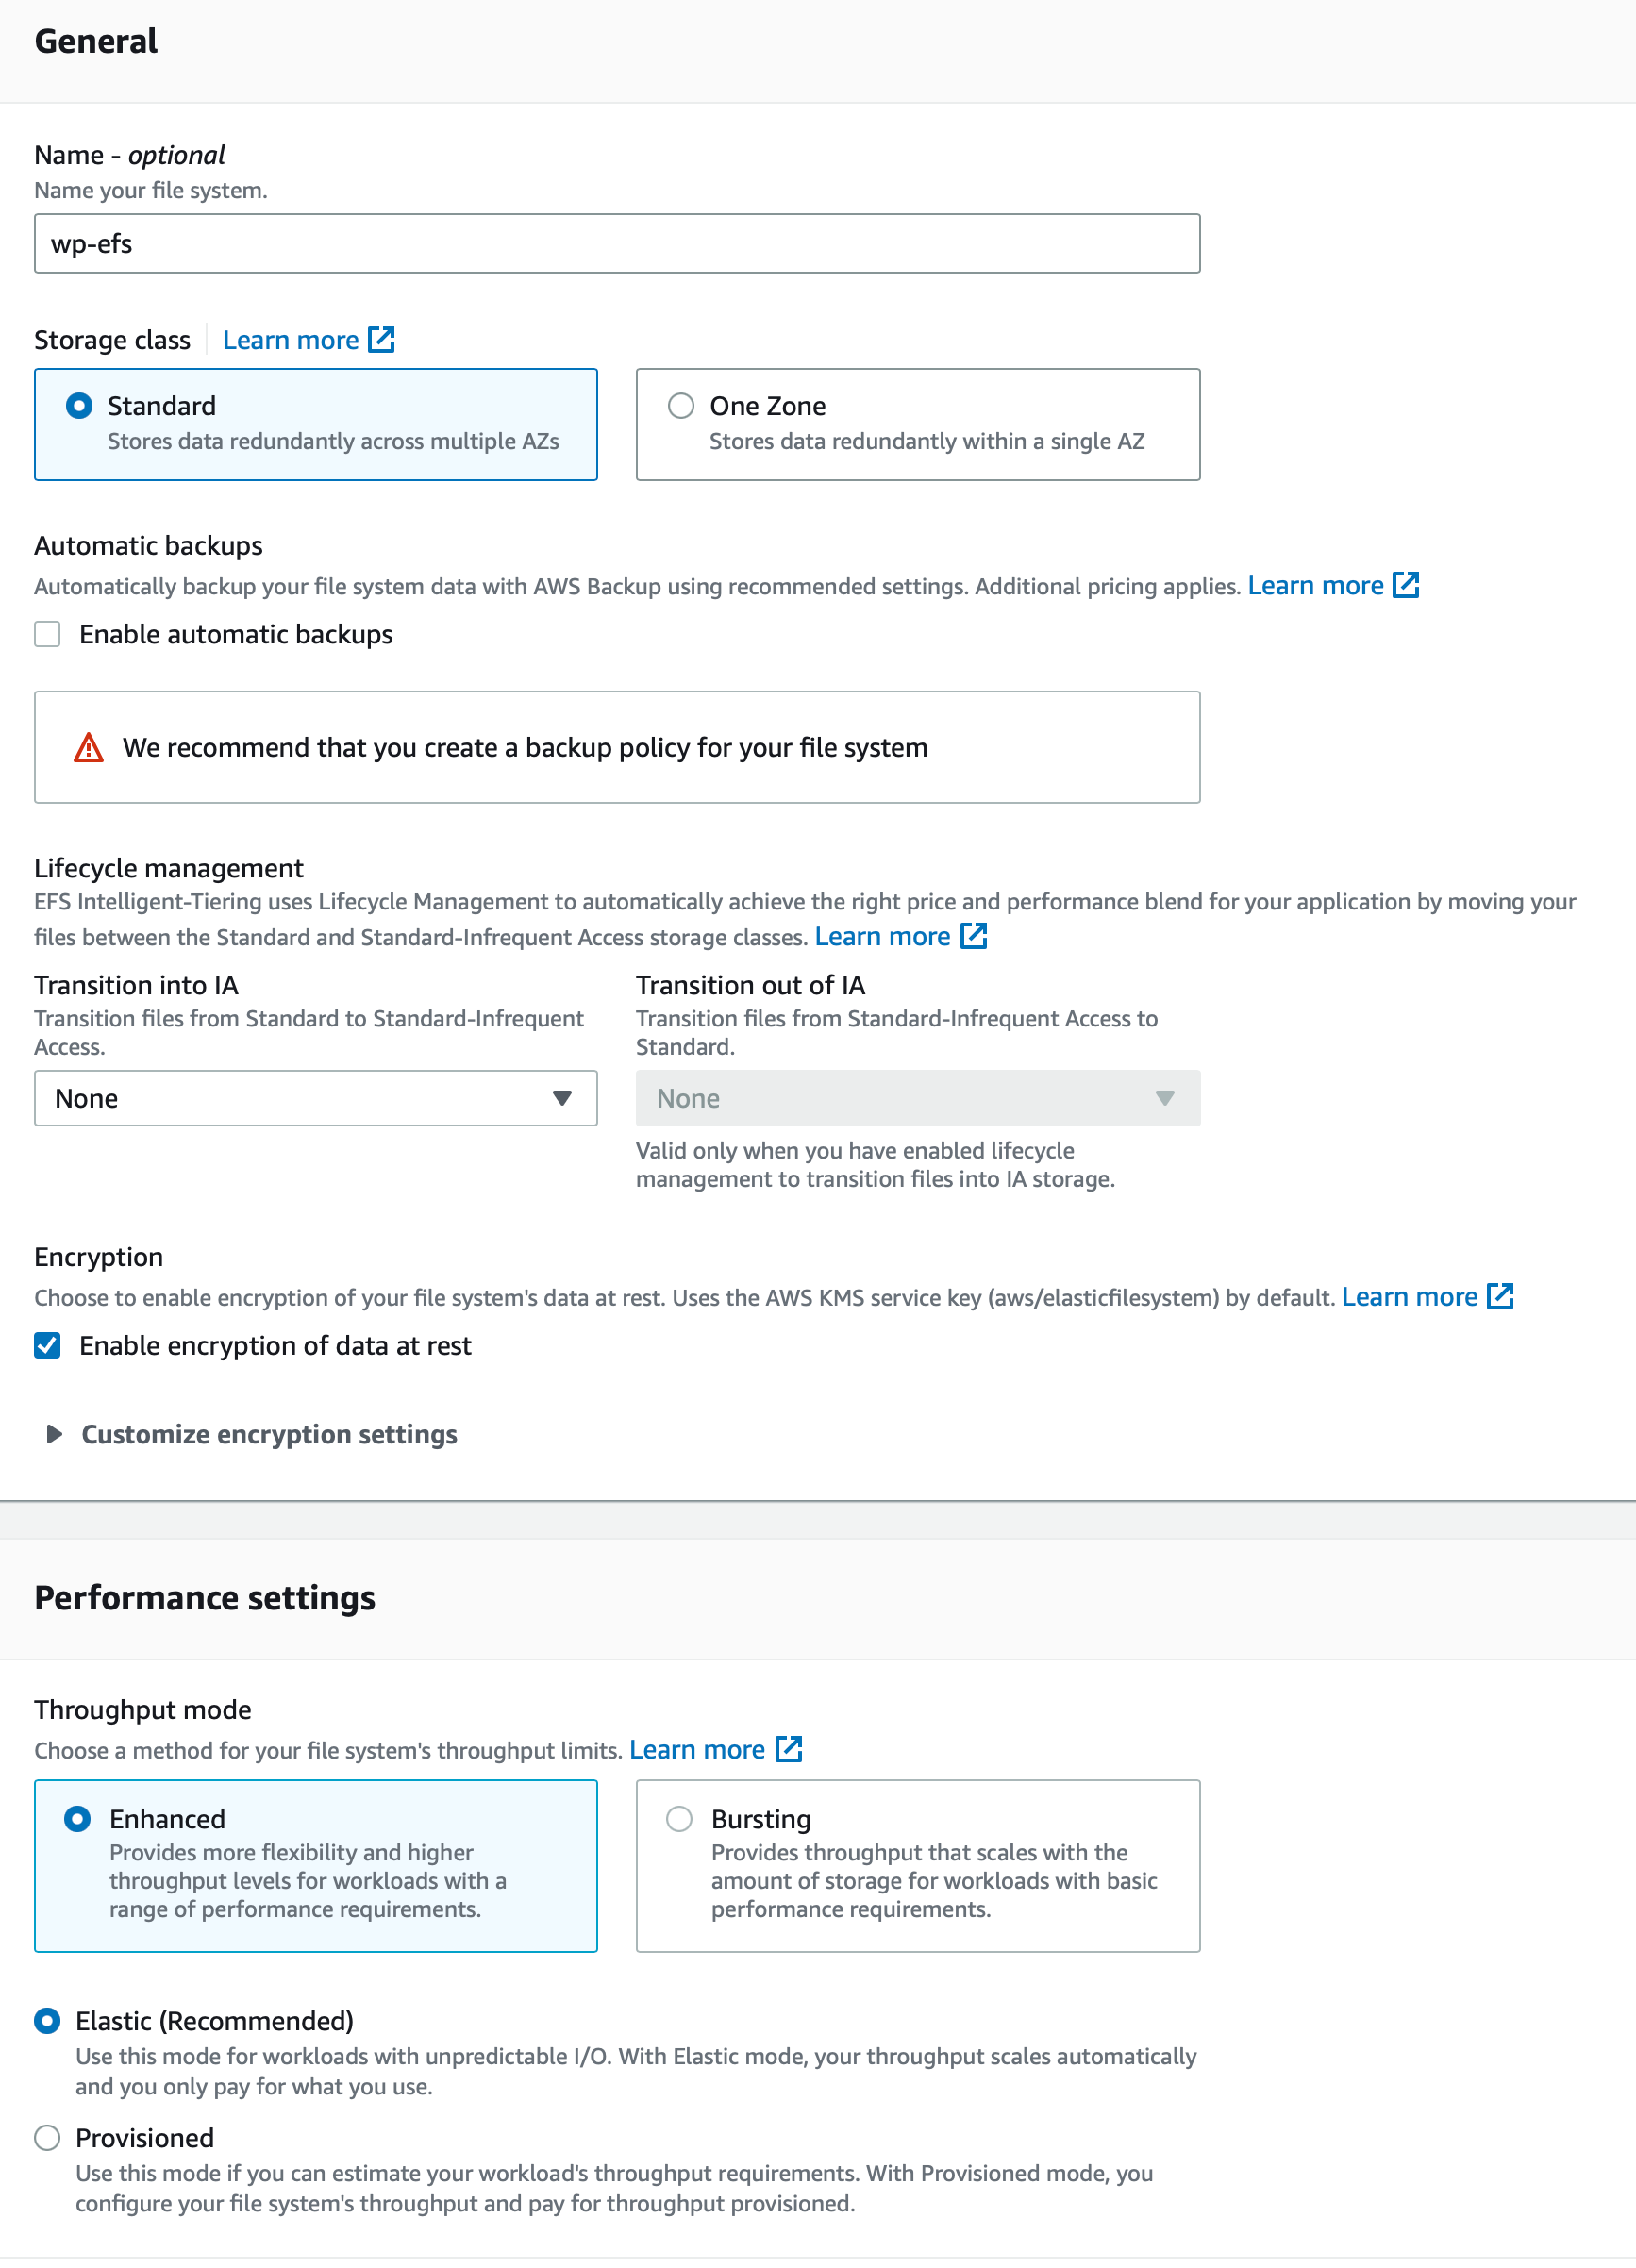 General
Name - optional
Name your file system.
wp-efs
Storage class Learn more
Standard
Stores data redundantly across multiple AZs
One Zone
Stores data redundantly within a single AZ
Automatic backups
Automatically backup your file system data with AWS Backup using recommended settings. Additional pricing applies. Learn more
Enable automatic backups
We recommend that you create a backup policy for your file system
Lifecycle management
EFS Intelligent-Tiering uses Lifecycle Management to automatically achieve the right price and performance blend for your application by moving your
files between the Standard and Standard-Infrequent Access storage classes. Learn more
Transition into IA
Transition files from Standard to Standard-Infrequent
Access.
None
Transition out of IA
Transition files from Standard-Infrequent Access to
Standard.
None
Valid only when you have enabled lifecycle
management to transition files into IA storage.
Encryption
Choose to enable encryption of your file system's data at rest. Uses the AWS KMS service key (aws/elasticfilesystem) by default. Learn more
Enable encryption of data at rest
Customize encryption settings
Performance settings
Throughput mode
Choose a method for your file system's throughput limits. Learn more
Enhanced
Provides more flexibility and higher
throughput levels for workloads with a
range of performance requirements.
Bursting
Provides throughput that scales with the
amount of storage for workloads with basic
performance requirements.
Elastic (Recommended)
Use this mode for workloads with unpredictable I/O. With Elastic mode, your throughput scales automatically
and you only pay for what you use.
Provisioned
Use this mode if you can estimate your workload's throughput requirements. With Provisioned mode, you
configure your file system's throughput and pay for throughput provisioned.